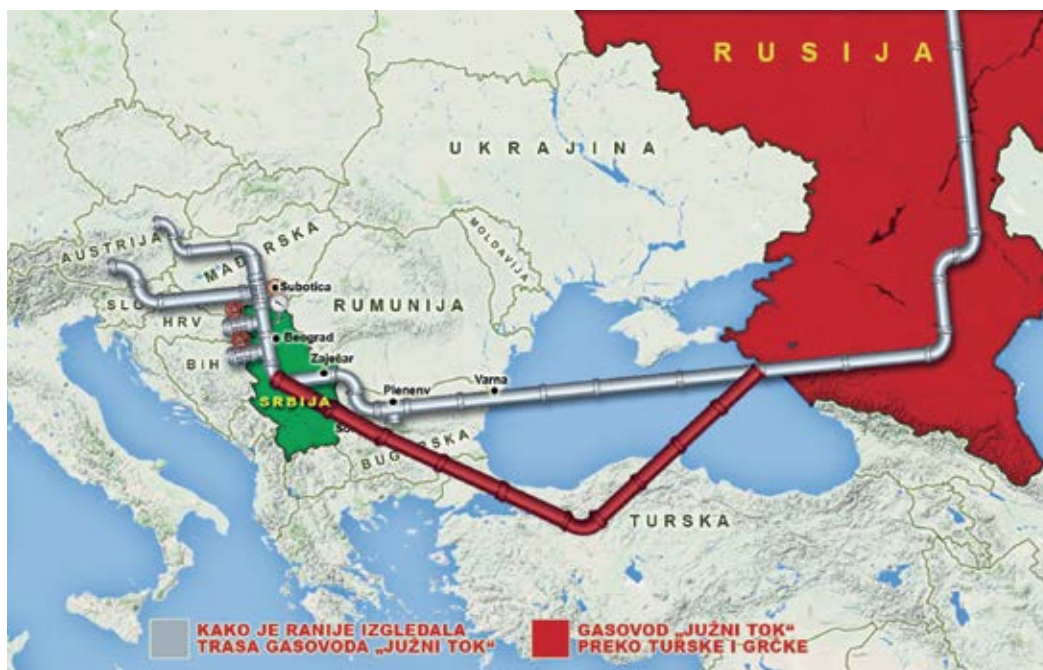 RUSIJA
UKRAJINA
MOLDAVIJA
AUSTRIJA
MAĐARSKA
Subotica
RUMUNIJA
HRV
Beograd
BIH
Zaječar
Varna
Plenenv
SRBIJA
TURSKA
KAKO JE RANIJE IZGLEDALA
TRASA GASOVODA „JUŽNI TOK“
GASOVOD „JUŽNI TOK“
PREKO TURSKE I GRČKE